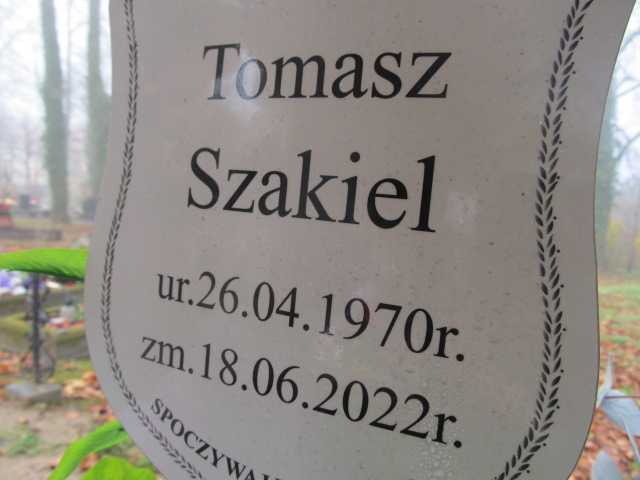 Tomasz
Szakiel
ur.26.04.1970r.
zm.18.06.2022r.